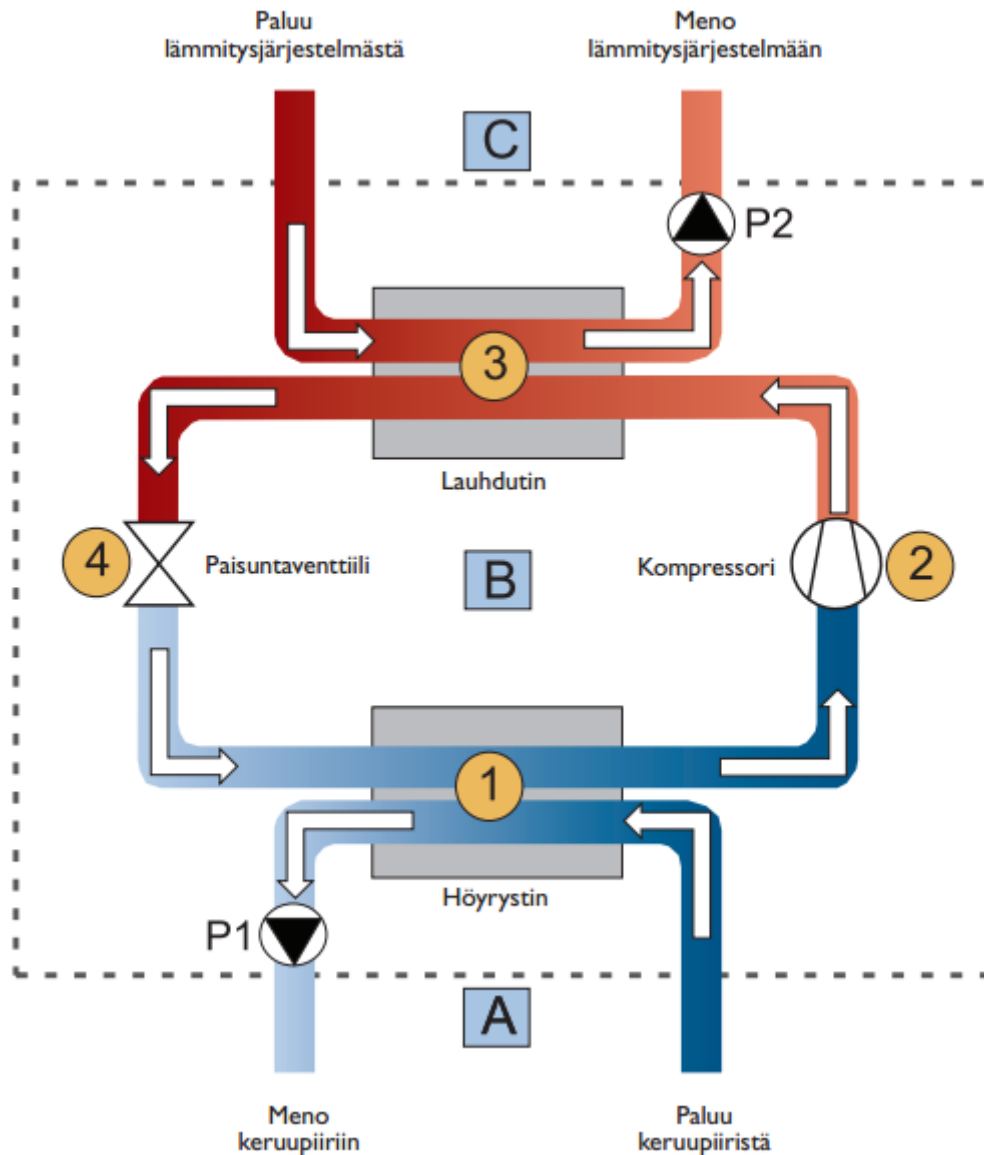 Paluu
lämmitysjärjestelmästä
Meno
lämmitysjärjestelmään
C
P2
3
Lauhdutin
4
Paisuntaventtiili
B
Kompressori
2
1
Höyrystin
P1
A
Meno
keruupiiriin
Paluu
keruupiiristä